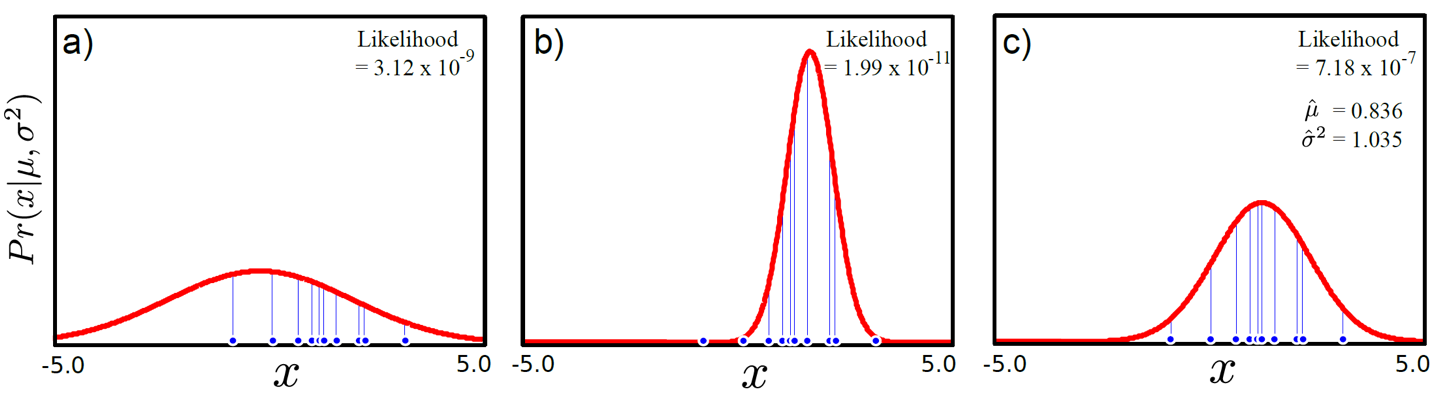 a)
Likelihood
= 3.12 x 10⁻⁹
Pr(x|μ, σ²)
-5.0
x
5.0
b)
Likelihood
= 1.99 x 10⁻¹¹
-5.0
x
5.0
c)
Likelihood
= 7.18 x 10⁻⁷
μ̂ = 0.836
σ̂² = 1.035
-5.0
x
5.0